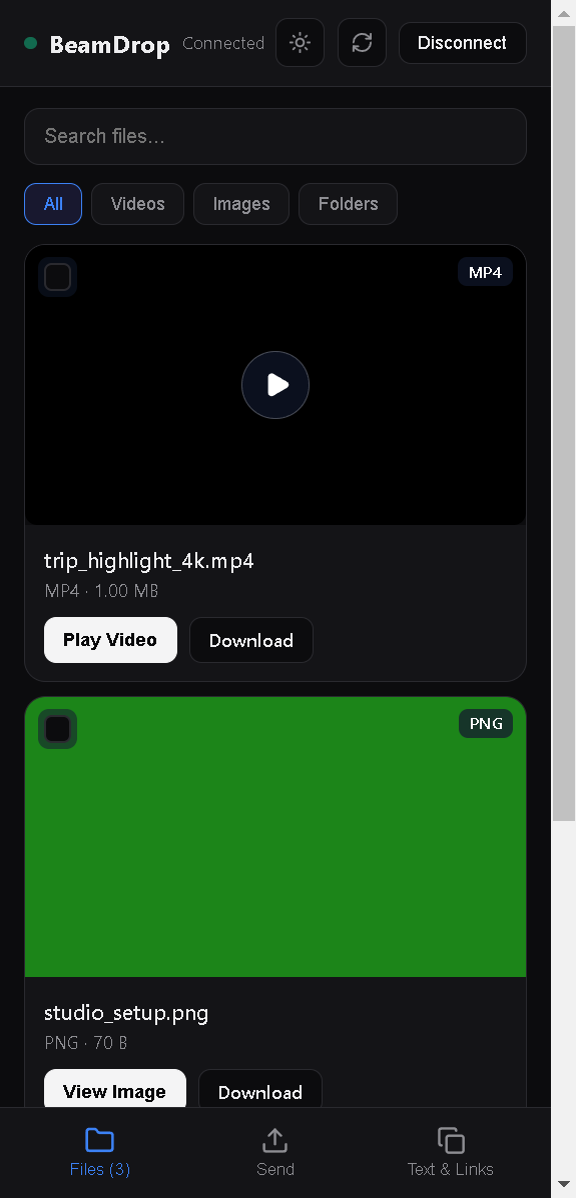 BeamDrop Connected Disconnect
Search files...
All Videos Images Folders
MP4
trip_highlight_4k.mp4
MP4 · 1.00 MB
Play Video Download
PNG
studio_setup.png
PNG · 70 B
View Image Download
Files (3) Send Text & Links